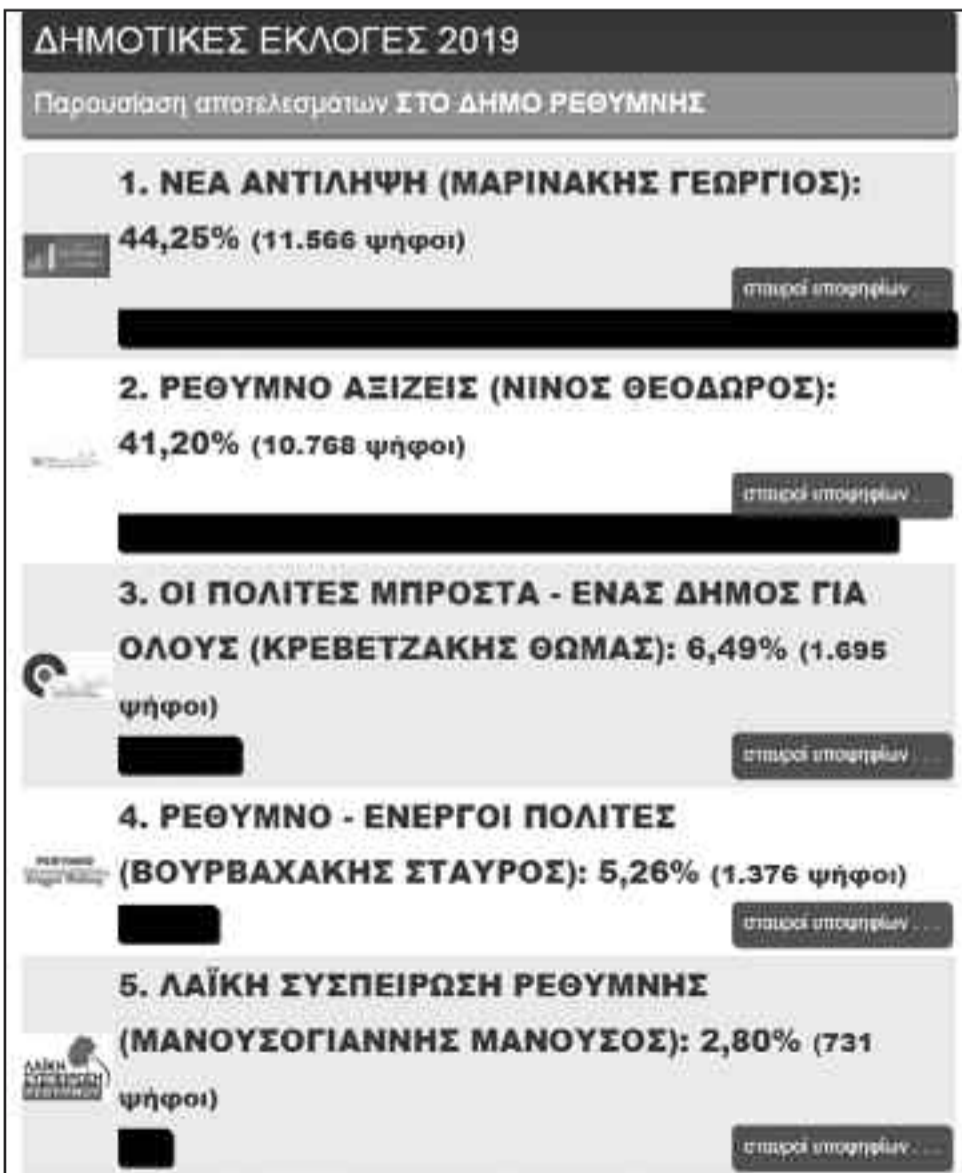 ΔΗΜΟΤΙΚΕΣ ΕΚΛΟΓΕΣ 2019
Παρουσίαση αποτελεσμάτων ΣΤΟ ΔΗΜΟ ΡΕΘΥΜΝΗΣ
1. ΝΕΑ ΑΝΤΙΛΗΨΗ (ΜΑΡΙΝΑΚΗΣ ΓΕΩΡΓΙΟΣ):
44,25% (11.566 ψήφοι)
σταυροί υποψηφίων ...
2. ΡΕΘΥΜΝΟ ΑΞΙΖΕΙΣ (ΝΙΝΟΣ ΘΕΟΔΩΡΟΣ):
41,20% (10.768 ψήφοι)
σταυροί υποψηφίων ...
3. ΟΙ ΠΟΛΙΤΕΣ ΜΠΡΟΣΤΑ - ΕΝΑΣ ΔΗΜΟΣ ΓΙΑ
ΟΛΟΥΣ (ΚΡΕΒΕΤΖΑΚΗΣ ΘΩΜΑΣ): 6,49% (1.695
ψήφοι)
σταυροί υποψηφίων ...
4. ΡΕΘΥΜΝΟ - ΕΝΕΡΓΟΙ ΠΟΛΙΤΕΣ
(ΒΟΥΡΒΑΧΑΚΗΣ ΣΤΑΥΡΟΣ): 5,26% (1.376 ψήφοι)
σταυροί υποψηφίων ...
5. ΛΑΪΚΗ ΣΥΣΠΕΙΡΩΣΗ ΡΕΘΥΜΝΗΣ
(ΜΑΝΟΥΣΟΓΙΑΝΝΗΣ ΜΑΝΟΥΣΟΣ): 2,80% (731
ψήφοι)
ΛΑΪΚΗ
σταυροί υποψηφίων ...